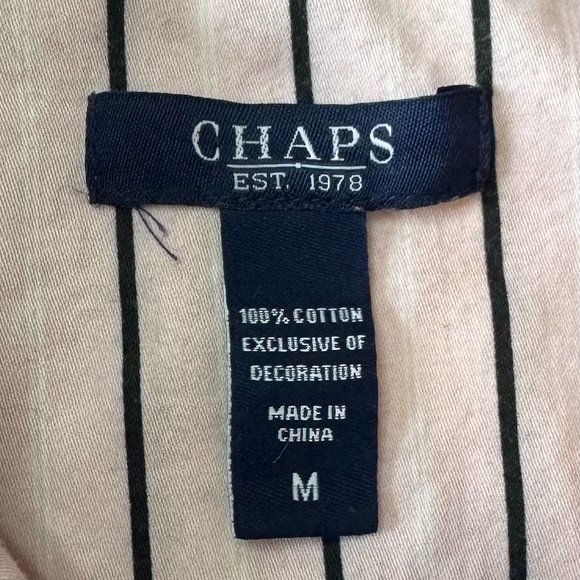 CHAPS
EST. 1978
100% COTTON
EXCLUSIVE OF
DECORATION
MADE IN
CHINA
M